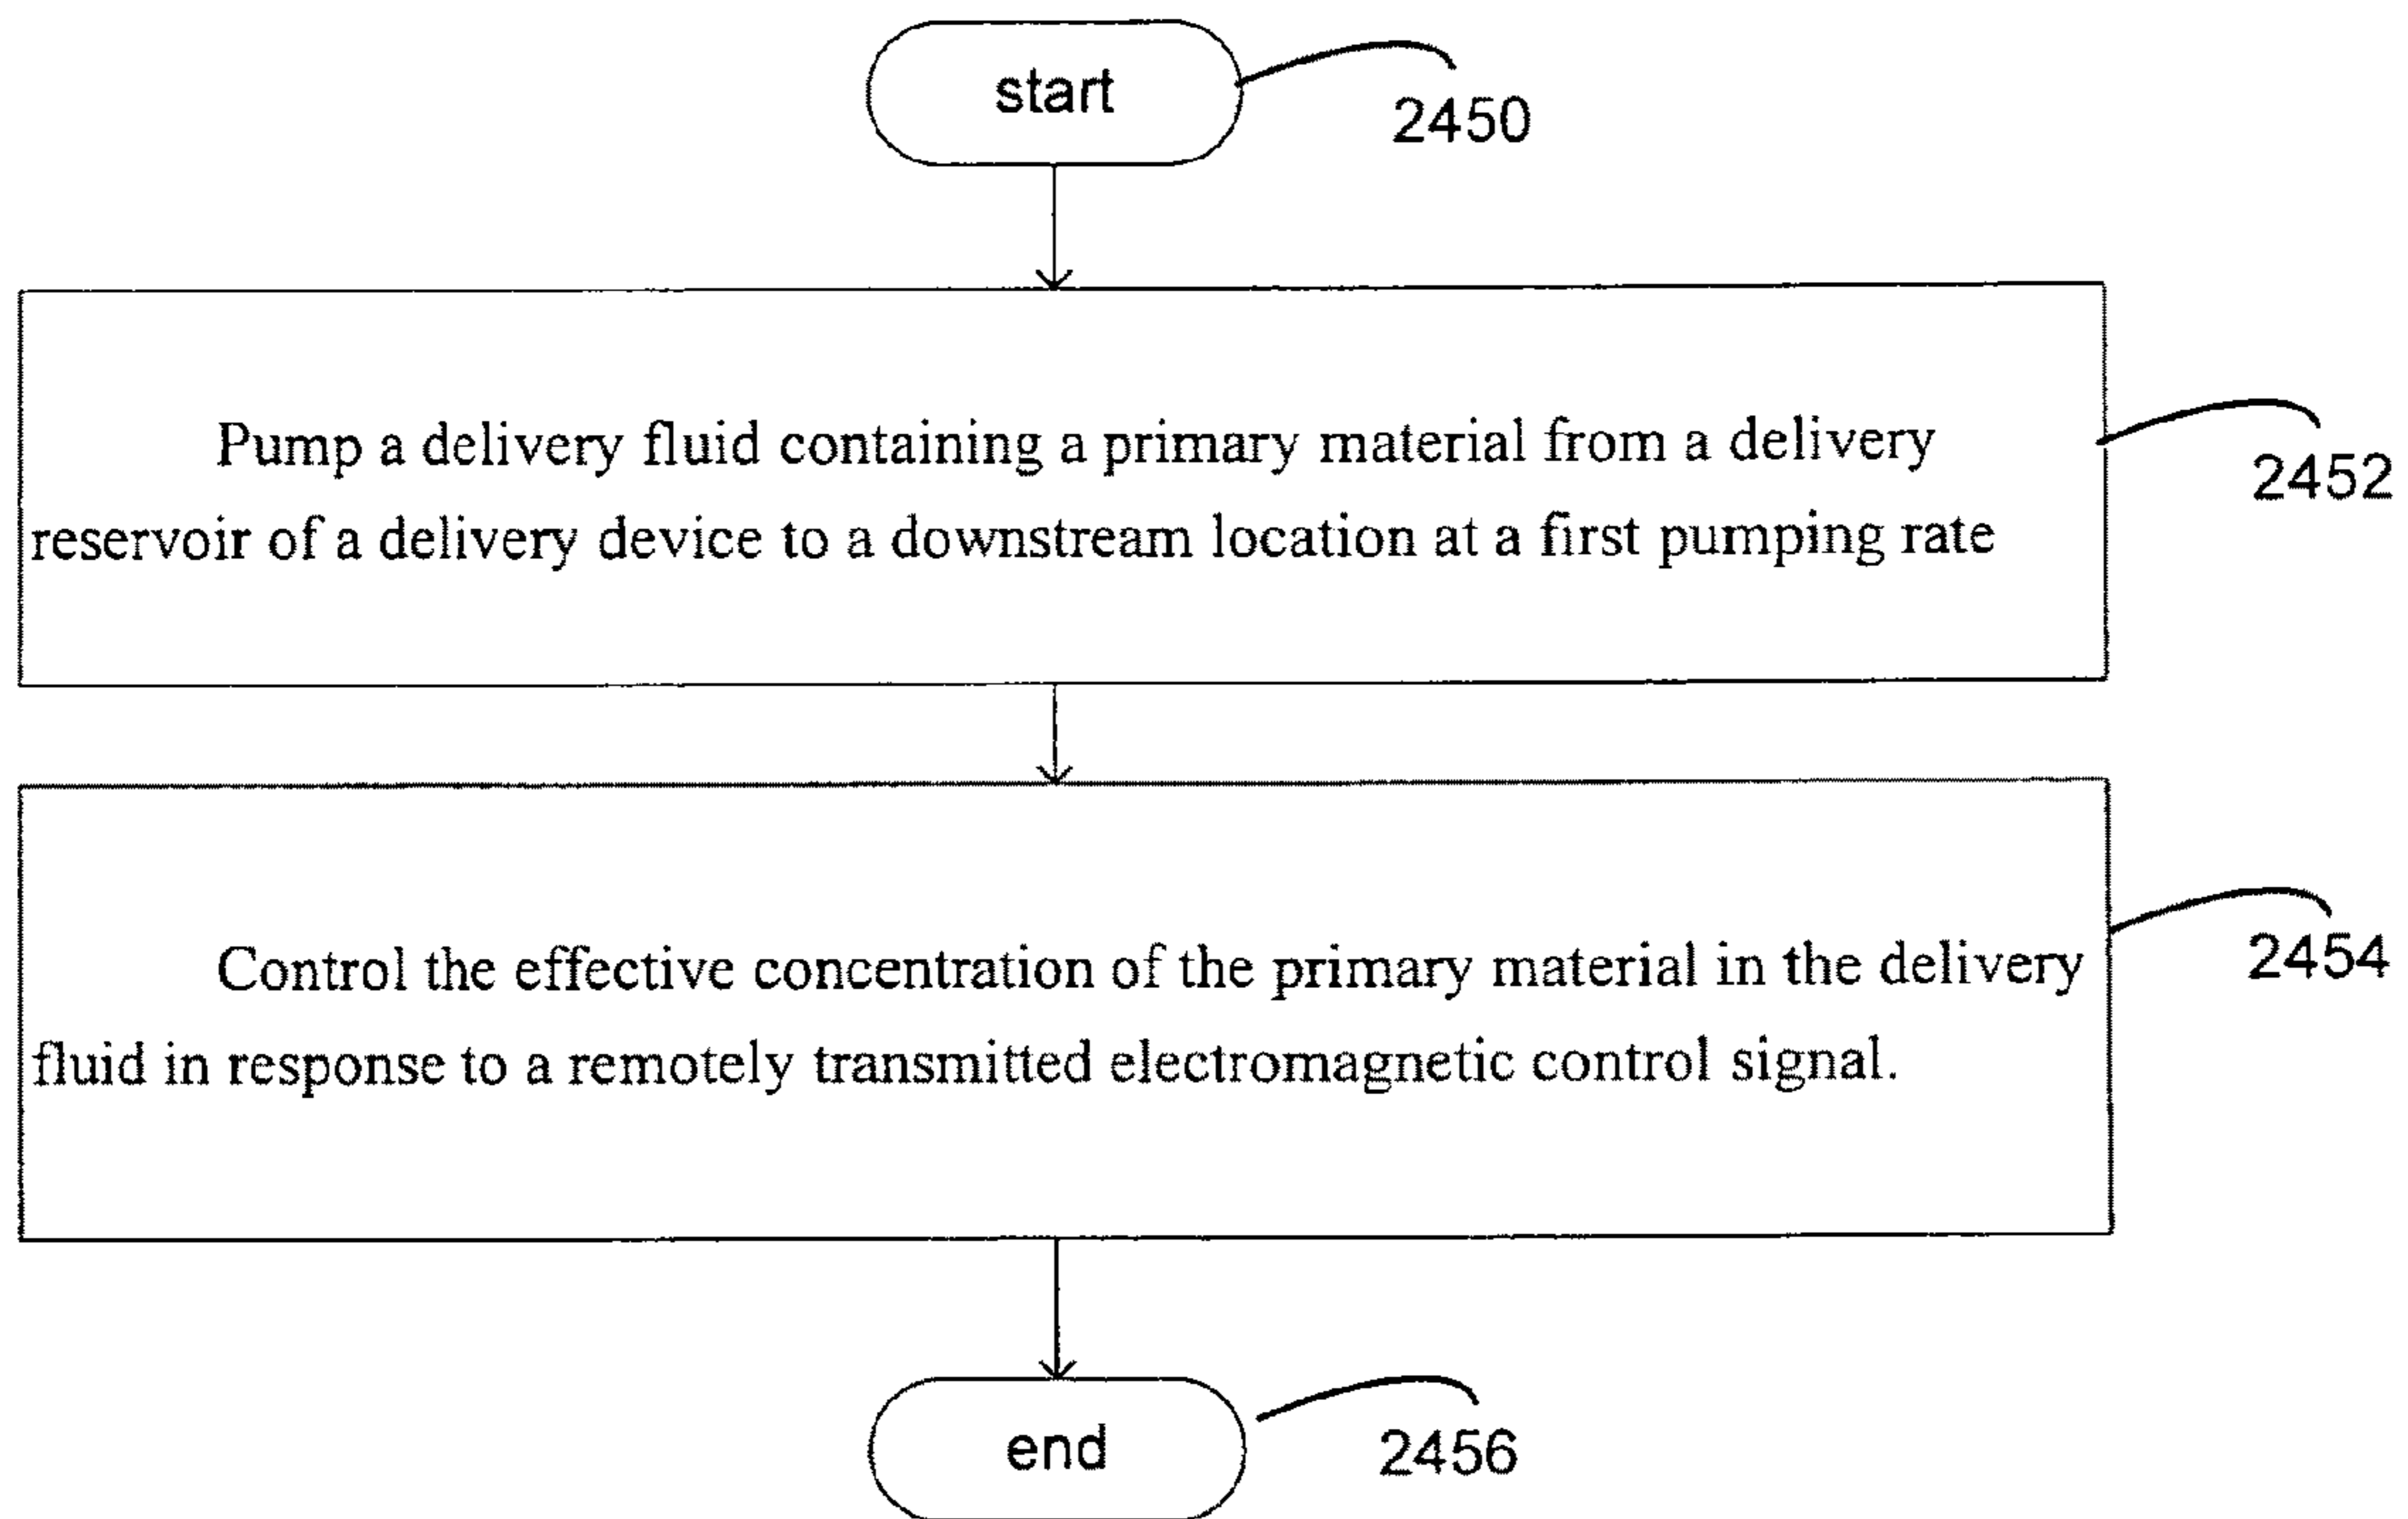 start
2450
Pump a delivery fluid containing a primary material from a delivery
reservoir of a delivery device to a downstream location at a first pumping rate
2452
Control the effective concentration of the primary material in the delivery
fluid in response to a remotely transmitted electromagnetic control signal.
2454
end
2456